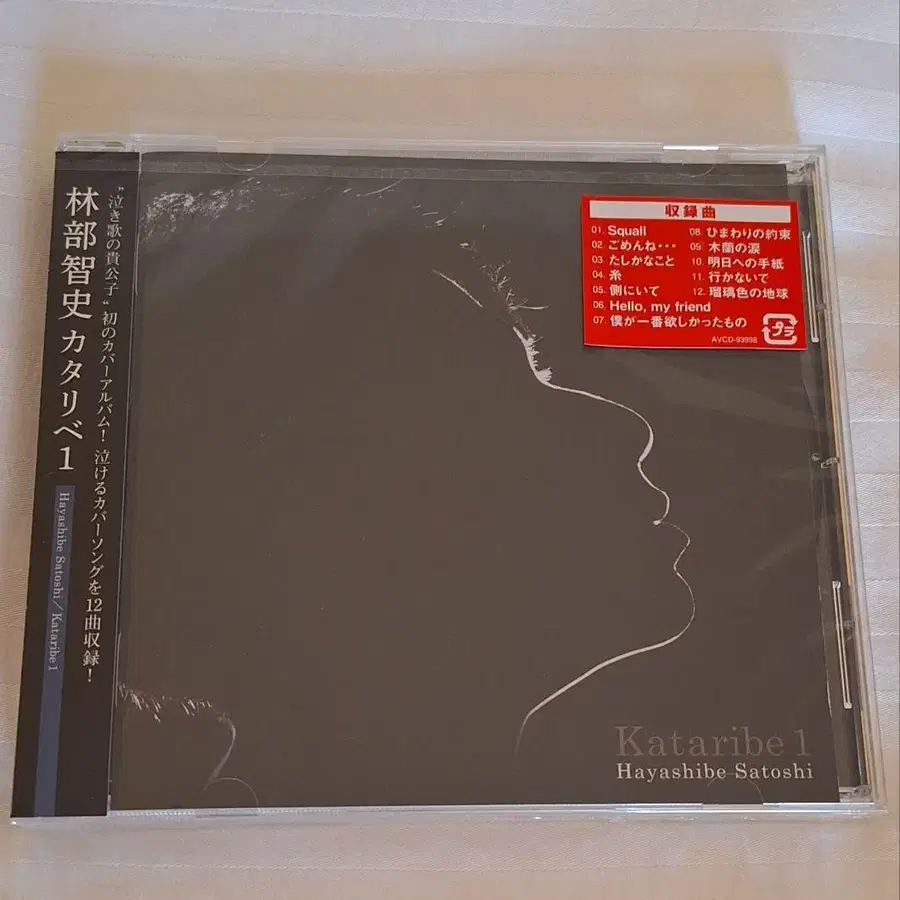 林部智史 カタリベ1
Hayashibe Satoshi/Kataribe 1
"泣き歌の貴公子"初のカバーアルバム! 泣けるカバーソングを12曲収録!
収録曲
01. Squall
02. ごめんね・・・
03. たしかなこと
04. 糸
05. 側にいて
06. Hello, my friend
07. 僕が一番欲しかったもの
08. ひまわりの約束
09. 木蘭の涙
10. 明日への手紙
11. 行かないで
12. 瑠璃色の地球
プラ
AVCD-93998
Kataribe 1
Hayashibe Satoshi